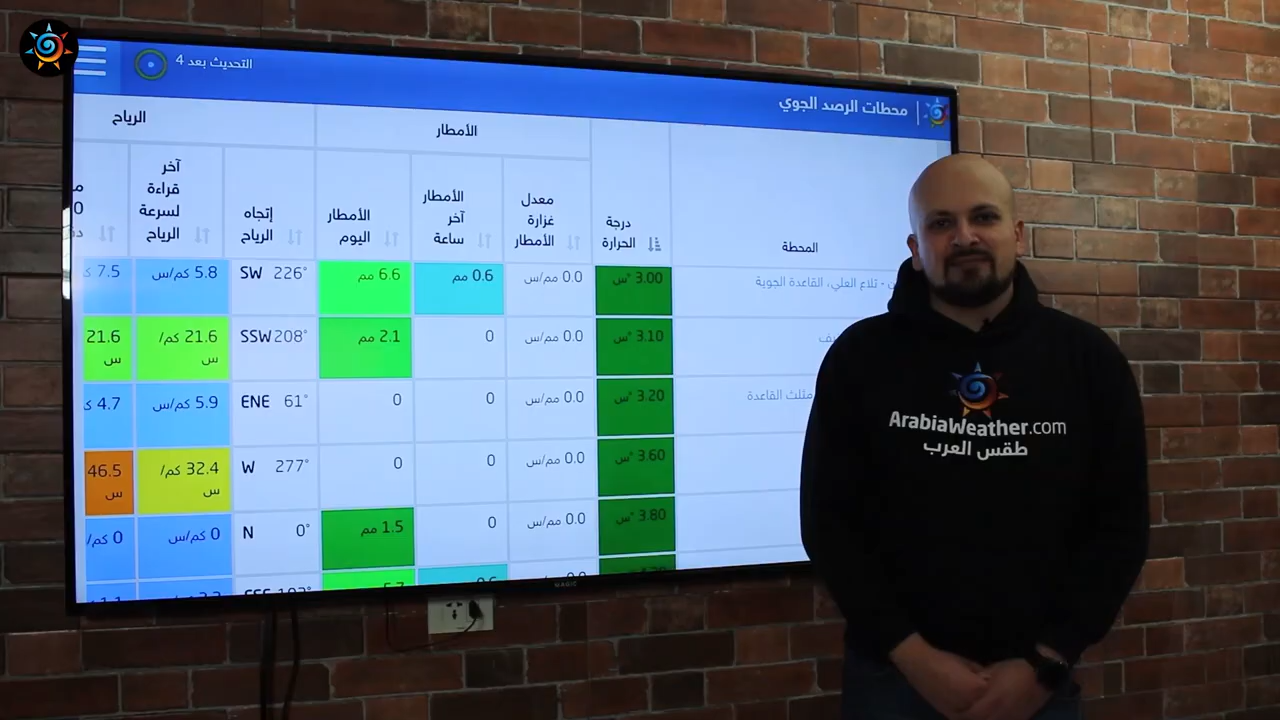 التحديث بعد 4
محطات الرصد الجوي
المحطة
درجة
الحرارة
الأمطار
معدل
غزارة
الأمطار
الأمطار
آخر
ساعة
الأمطار
اليوم
الرياح
إتجاه
الرياح
آخر
قراءة
لسرعة
الرياح
تلاع العلي، القاعدة الجوية
3.00 °س
0.0 مم/س
0.6 مم
6.6 مم
SW 226°
5.8 كم/س
7.5
3.10 °س
0.0 مم/س
0
2.1 مم
SSW 208°
21.6 كم/
س
21.6
س
مثلث القاعدة
3.20 °س
0.0 مم/س
0
0
ENE 61°
5.9 كم/س
4.7
3.60 °س
0.0 مم/س
0
0
W 277°
32.4 كم/
س
46.5
س
3.80 °س
0.0 مم/س
0
1.5 مم
N 0°
0 كم/س
0 كم/
MAGIC
ArabiaWeather.com
طقس العرب